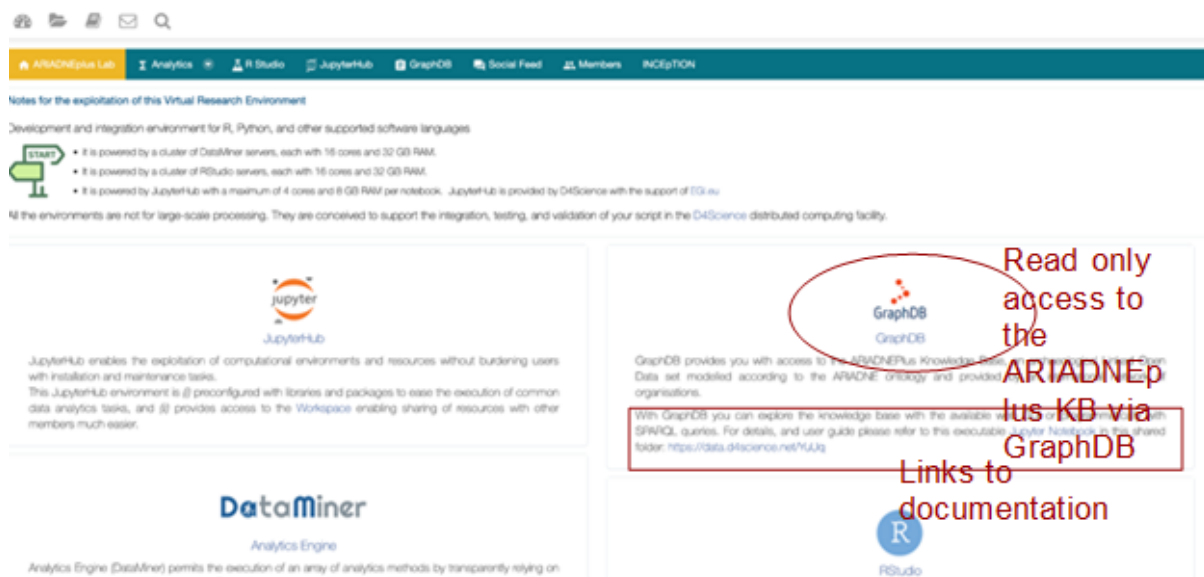 ARIADNEplus Lab Analytics R Studio JupyterHub GraphDB Social Feed Members INCEpTION
Notes for the exploitation of this Virtual Research Environment
Development and integration environment for R, Python, and other supported software languages
START
• It is powered by a cluster of DataMiner servers, each with 16 cores and 32 GB RAM.
• It is powered by a cluster of RStudio servers, each with 16 cores and 32 GB RAM.
• It is powered by JupyterHub with a maximum of 4 cores and 8 GB RAM per notebook. JupyterHub is provided by D4Science with the support of EGI.eu
All the environments are not for large-scale processing. They are conceived to support the integration, testing, and validation of your script in the D4Science distributed computing facility.
jupyter
JupyterHub
JupyterHub enables the exploitation of computational environments and resources without burdening users
with installation and maintenance tasks.
This JupyterHub environment is (i) preconfigured with libraries and packages to ease the execution of common
data analytics tasks, and (ii) provides access to the Workspace enabling sharing of resources with other
members much easier.
GraphDB
GraphDB
GraphDB provides you with access to the ARIADNEPlus Knowledge Base, Open
Data set modelled according to the ARIADNE ontology and provided of
organisations.
With GraphDB you can explore the knowledge base with the available with
SPARQL queries. For details, and user guide please refer to this executable Jupyter Notebook in this shared
folder: https://data.d4science.net/YuUq
Read only
access to
the
ARIADNEp
lus KB via
GraphDB
Links to
documentation
DataMiner
Analytics Engine
Analytics Engine (DataMiner) permits the execution of an array of analytics methods by transparently relying on
R
RStudio